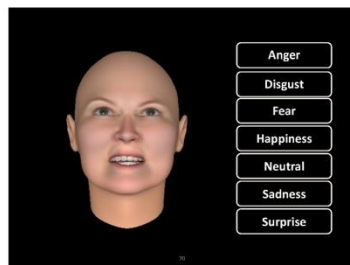 Anger
Disgust
Fear
Happiness
Neutral
Sadness
Surprise